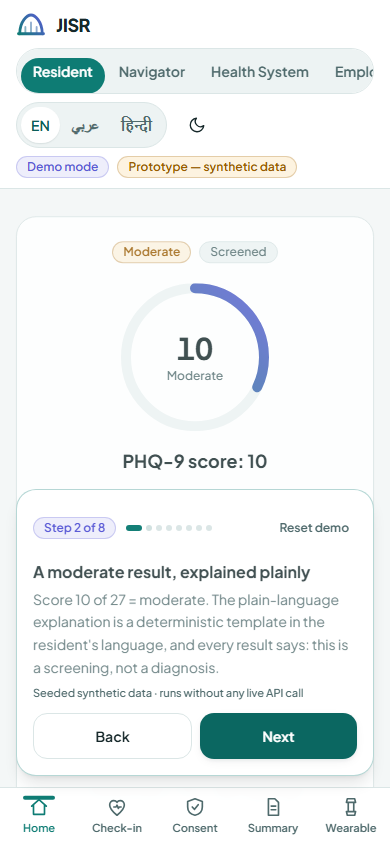 JISR
Resident Navigator Health System
EN عربي हिन्दी
Demo mode Prototype — synthetic data
Moderate Screened
10
Moderate
PHQ-9 score: 10
Step 2 of 8 Reset demo
A moderate result, explained plainly
Score 10 of 27 = moderate. The plain-language
explanation is a deterministic template in the
resident's language, and every result says: this is
a screening, not a diagnosis.
Seeded synthetic data · runs without any live API call
Back Next
Home Check-in Consent Summary Wearable